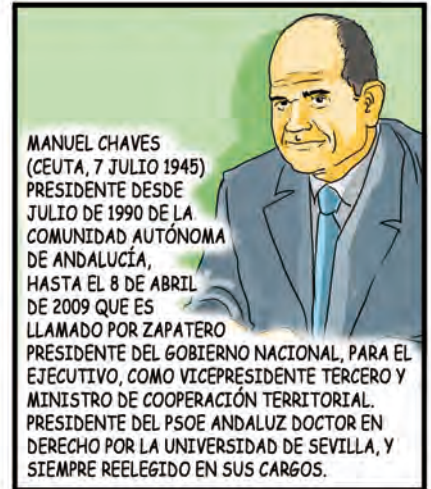 MANUEL CHAVES
(CEUTA, 7 JULIO 1945)
PRESIDENTE DESDE
JULIO DE 1990 DE LA
COMUNIDAD AUTÓNOMA
DE ANDALUCÍA,
HASTA EL 8 DE ABRIL
DE 2009 QUE ES
LLAMADO POR ZAPATERO
PRESIDENTE DEL GOBIERNO NACIONAL, PARA EL
EJECUTIVO, COMO VICEPRESIDENTE TERCERO Y
MINISTRO DE COOPERACIÓN TERRITORIAL.
PRESIDENTE DEL PSOE ANDALUZ DOCTOR EN
DERECHO POR LA UNIVERSIDAD DE SEVILLA, Y
SIEMPRE REELEGIDO EN SUS CARGOS.